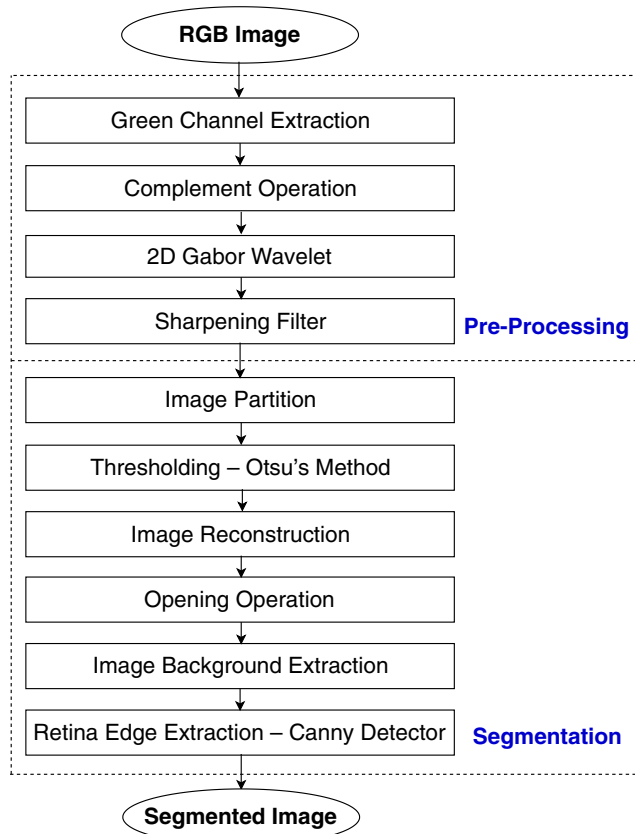 RGB Image
Green Channel Extraction
Complement Operation
2D Gabor Wavelet
Sharpening Filter
Pre-Processing
Image Partition
Thresholding – Otsu's Method
Image Reconstruction
Opening Operation
Image Background Extraction
Retina Edge Extraction – Canny Detector
Segmentation
Segmented Image